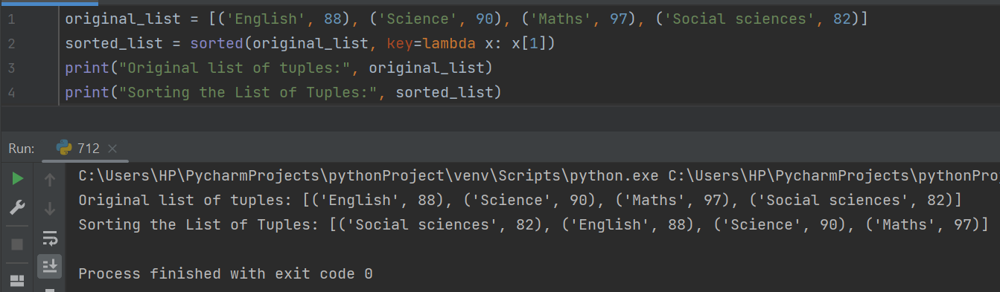 1 original_list = [('English', 88), ('Science', 90), ('Maths', 97), ('Social sciences', 82)]
2 sorted_list = sorted(original_list, key=lambda x: x[1])
3 print("Original list of tuples:", original_list)
4 print("Sorting the List of Tuples:", sorted_list)
Run: 712
C:\Users\HP\PycharmProjects\pythonProject\venv\Scripts\python.exe C:\Users\HP\PycharmProjects\pythonPro
Original list of tuples: [('English', 88), ('Science', 90), ('Maths', 97), ('Social sciences', 82)]
Sorting the List of Tuples: [('Social sciences', 82), ('English', 88), ('Science', 90), ('Maths', 97)]
Process finished with exit code 0